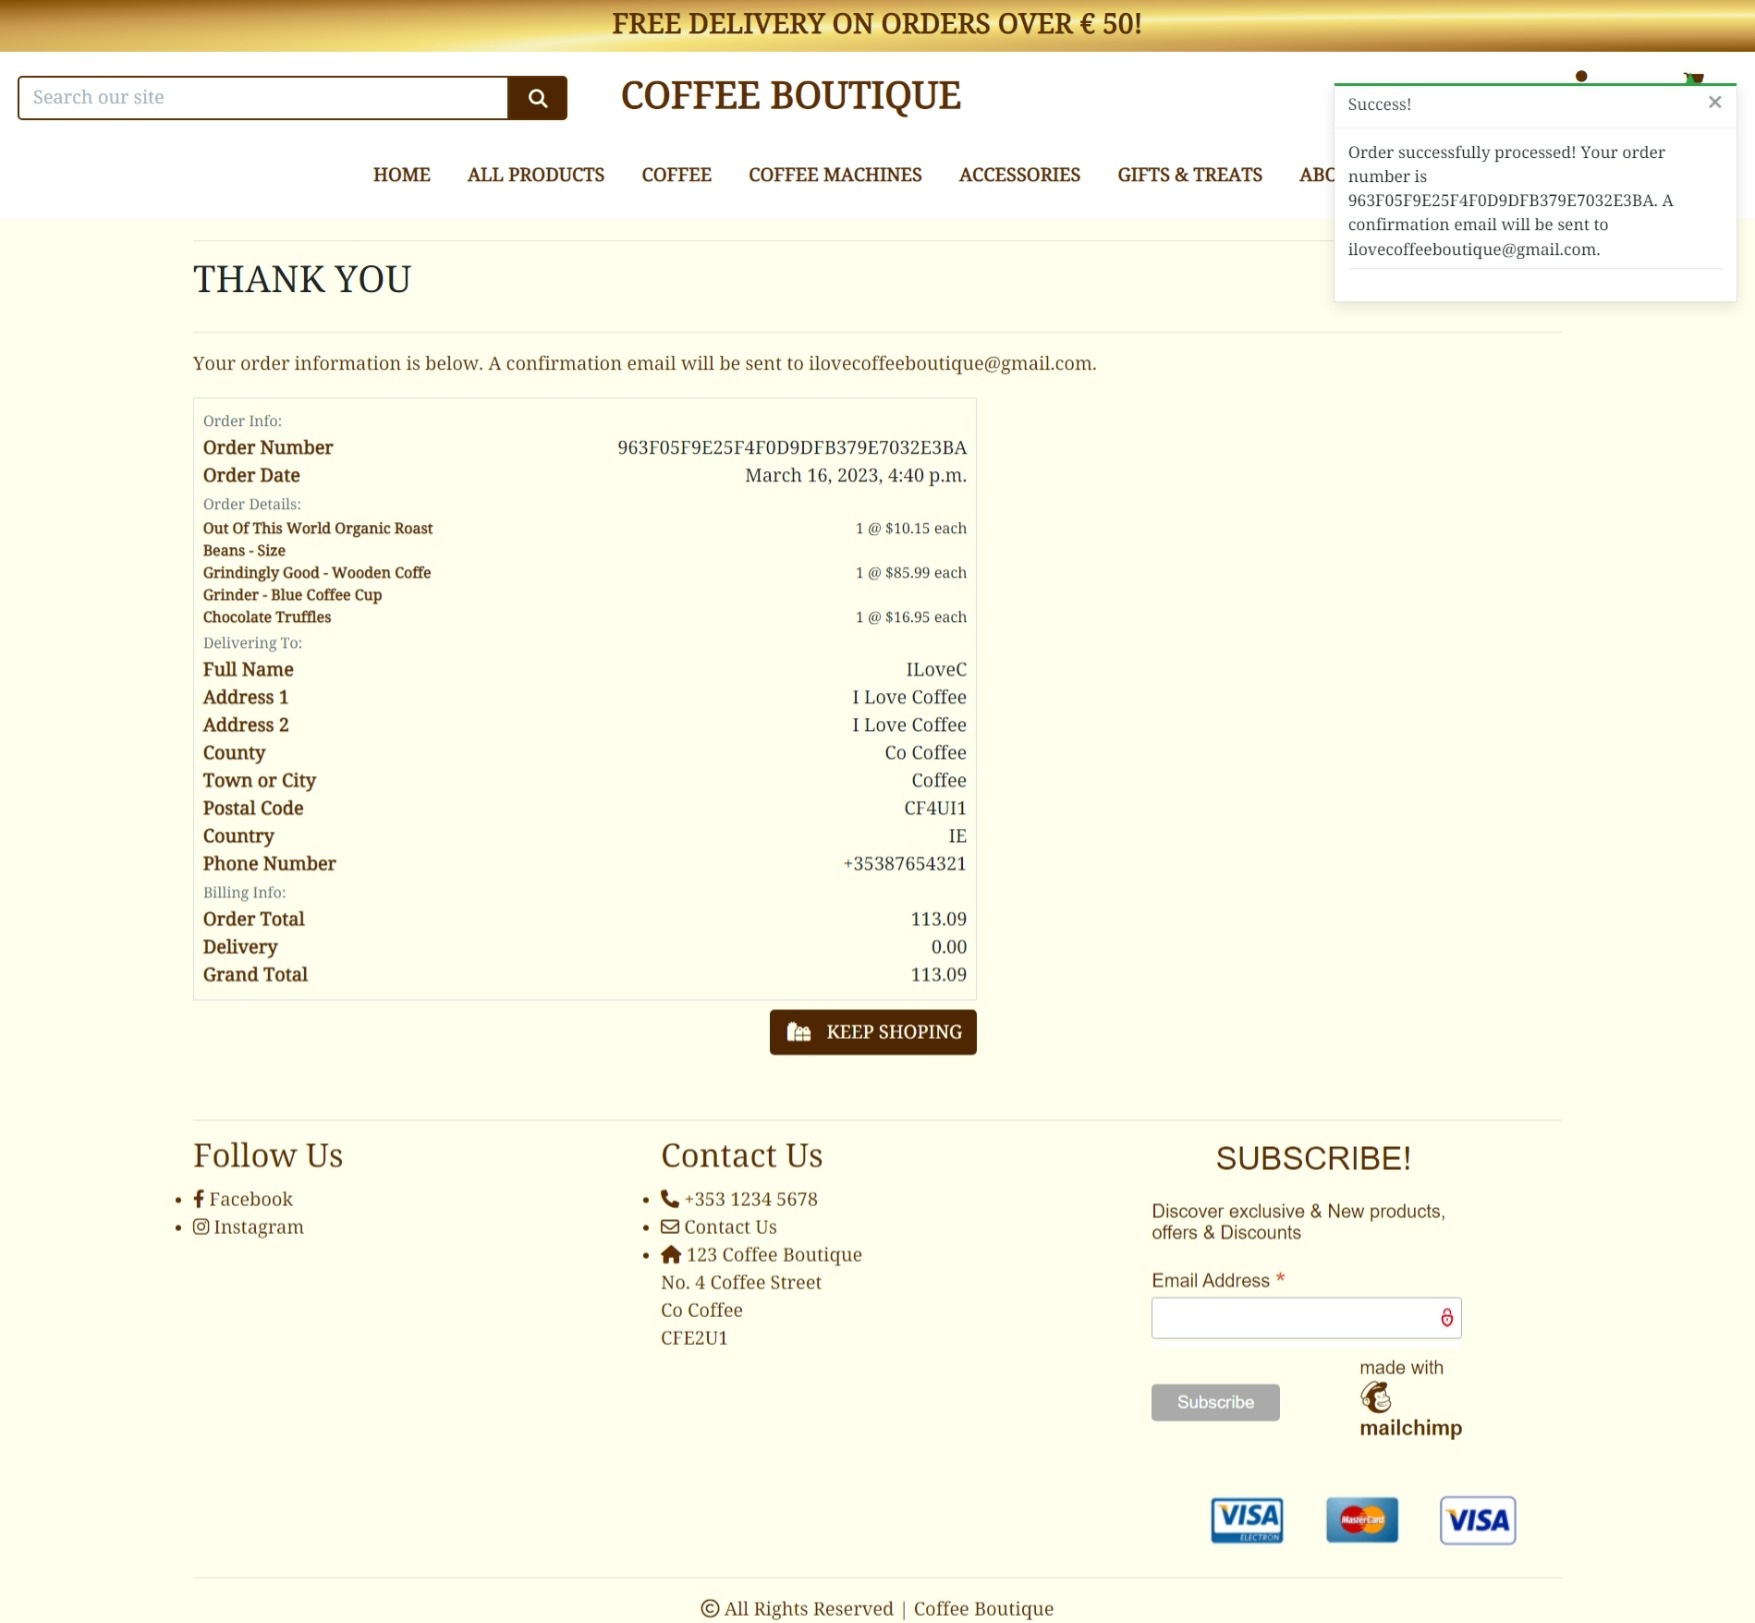 FREE DELIVERY ON ORDERS OVER € 50!
Search our site
COFFEE BOUTIQUE
HOME ALL PRODUCTS COFFEE COFFEE MACHINES ACCESSORIES GIFTS & TREATS
Success! ×
Order successfully processed! Your order
number is
963F05F9E25F4F0D9DFB379E7032E3BA. A
confirmation email will be sent to
ilovecoffeeboutique@gmail.com.
THANK YOU
Your order information is below. A confirmation email will be sent to ilovecoffeeboutique@gmail.com.
Order Info:
Order Number 963F05F9E25F4F0D9DFB379E7032E3BA
Order Date March 16, 2023, 4:40 p.m.
Order Details:
Out Of This World Organic Roast 1 @ $10.15 each
Beans - Size
Grindingly Good - Wooden Coffe 1 @ $85.99 each
Grinder - Blue Coffee Cup
Chocolate Truffles 1 @ $16.95 each
Delivering To:
Full Name ILoveC
Address 1 I Love Coffee
Address 2 I Love Coffee
County Co Coffee
Town or City Coffee
Postal Code CF4UI1
Country IE
Phone Number +35387654321
Billing Info:
Order Total 113.09
Delivery 0.00
Grand Total 113.09
KEEP SHOPING
Follow Us
Facebook
Instagram
Contact Us
+353 1234 5678
Contact Us
123 Coffee Boutique
No. 4 Coffee Street
Co Coffee
CFE2U1
SUBSCRIBE!
Discover exclusive & New products,
offers & Discounts
Email Address *
Subscribe
made with
mailchimp
VISA
ELECTRON
MasterCard
VISA
© All Rights Reserved | Coffee Boutique